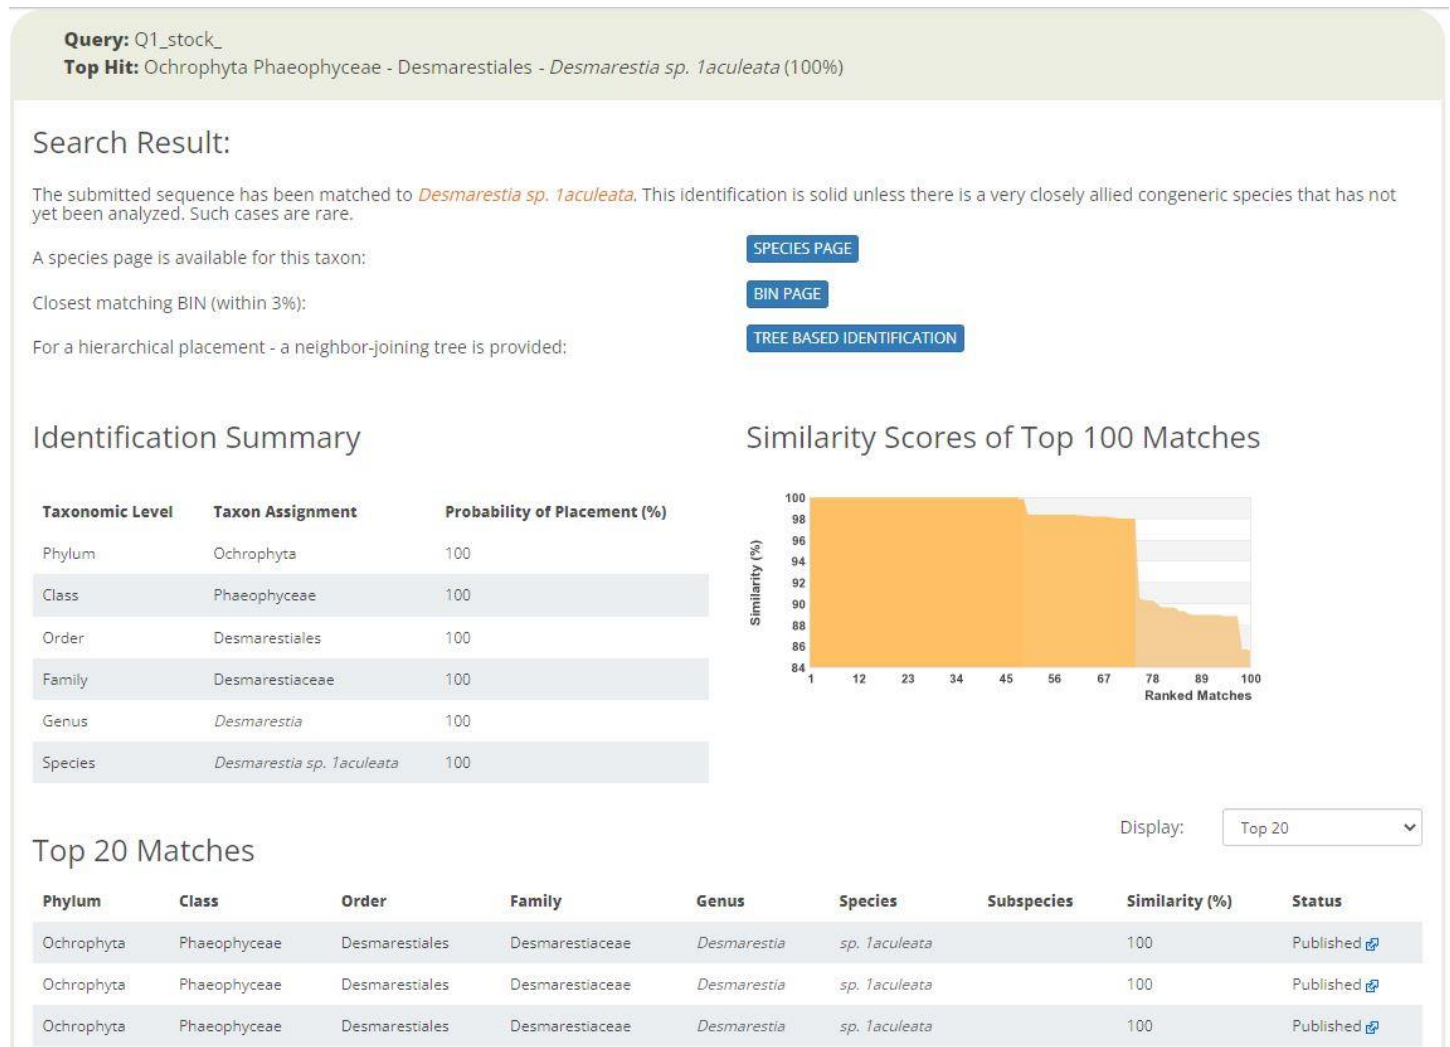 Query: Q1_stock_
Top Hit: Ochrophyta Phaeophyceae - Desmarestiales - Desmarestia sp. 1aculeata (100%)
Search Result:
The submitted sequence has been matched to Desmarestia sp. 1aculeata. This identification is solid unless there is a very closely allied congeneric species that has not
yet been analyzed. Such cases are rare.
A species page is available for this taxon:
SPECIES PAGE
Closest matching BIN (within 3%):
BIN PAGE
For a hierarchical placement - a neighbor-joining tree is provided:
TREE BASED IDENTIFICATION
Identification Summary
Taxonomic Level Taxon Assignment Probability of Placement (%)
Phylum Ochrophyta 100
Class Phaeophyceae 100
Order Desmarestiales 100
Family Desmarestiaceae 100
Genus Desmarestia 100
Species Desmarestia sp. 1aculeata 100
Similarity Scores of Top 100 Matches
Similarity (%)
100
98
96
94
92
90
88
86
84
1 12 23 34 45 56 67 78 89 100
Ranked Matches
Display: Top 20
Top 20 Matches
Phylum Class Order Family Genus Species Subspecies Similarity (%) Status
Ochrophyta Phaeophyceae Desmarestiales Desmarestiaceae Desmarestia sp. 1aculeata 100 Published
Ochrophyta Phaeophyceae Desmarestiales Desmarestiaceae Desmarestia sp. 1aculeata 100 Published
Ochrophyta Phaeophyceae Desmarestiales Desmarestiaceae Desmarestia sp. 1aculeata 100 Published